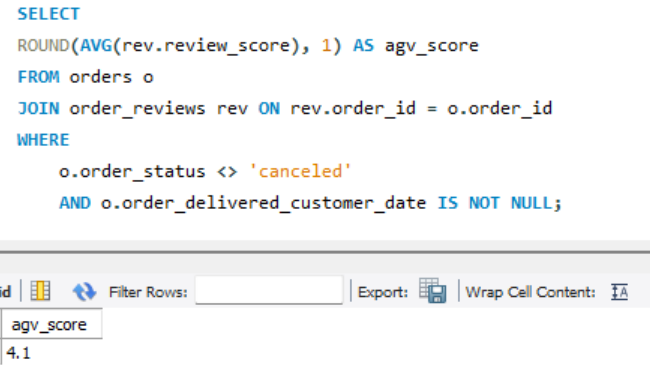 SELECT
ROUND(AVG(rev.review_score), 1) AS agv_score
FROM orders o
JOIN order_reviews rev ON rev.order_id = o.order_id
WHERE
o.order_status <> 'canceled'
AND o.order_delivered_customer_date IS NOT NULL;
id Filter Rows: Export: Wrap Cell Content: IA
agv_score
4.1